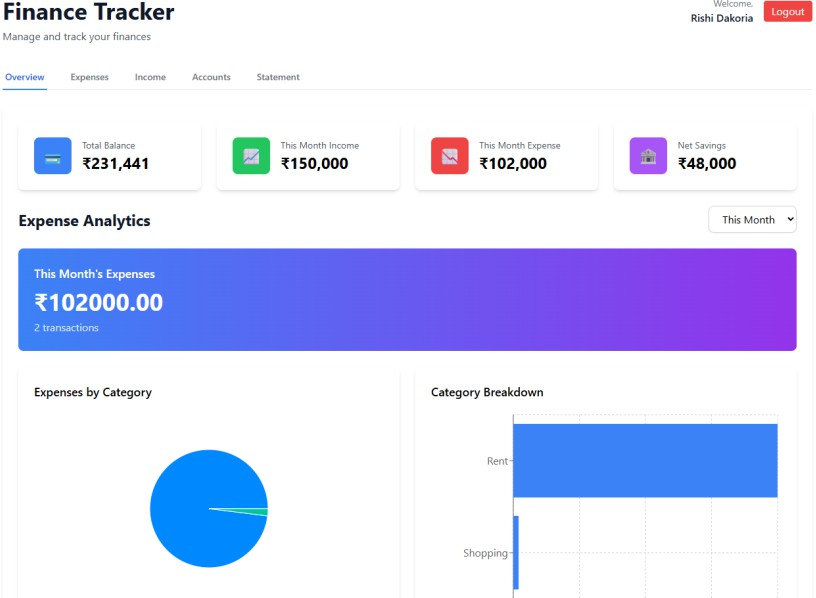 Finance Tracker
Manage and track your finances
Welcome,
Rishi Dakoria
Logout
Overview
Expenses
Income
Accounts
Statement
Total Balance
₹231,441
This Month Income
₹150,000
This Month Expense
₹102,000
Net Savings
₹48,000
Expense Analytics
This Month
This Month's Expenses
₹102000.00
2 transactions
Expenses by Category
Category Breakdown
Rent
Shopping